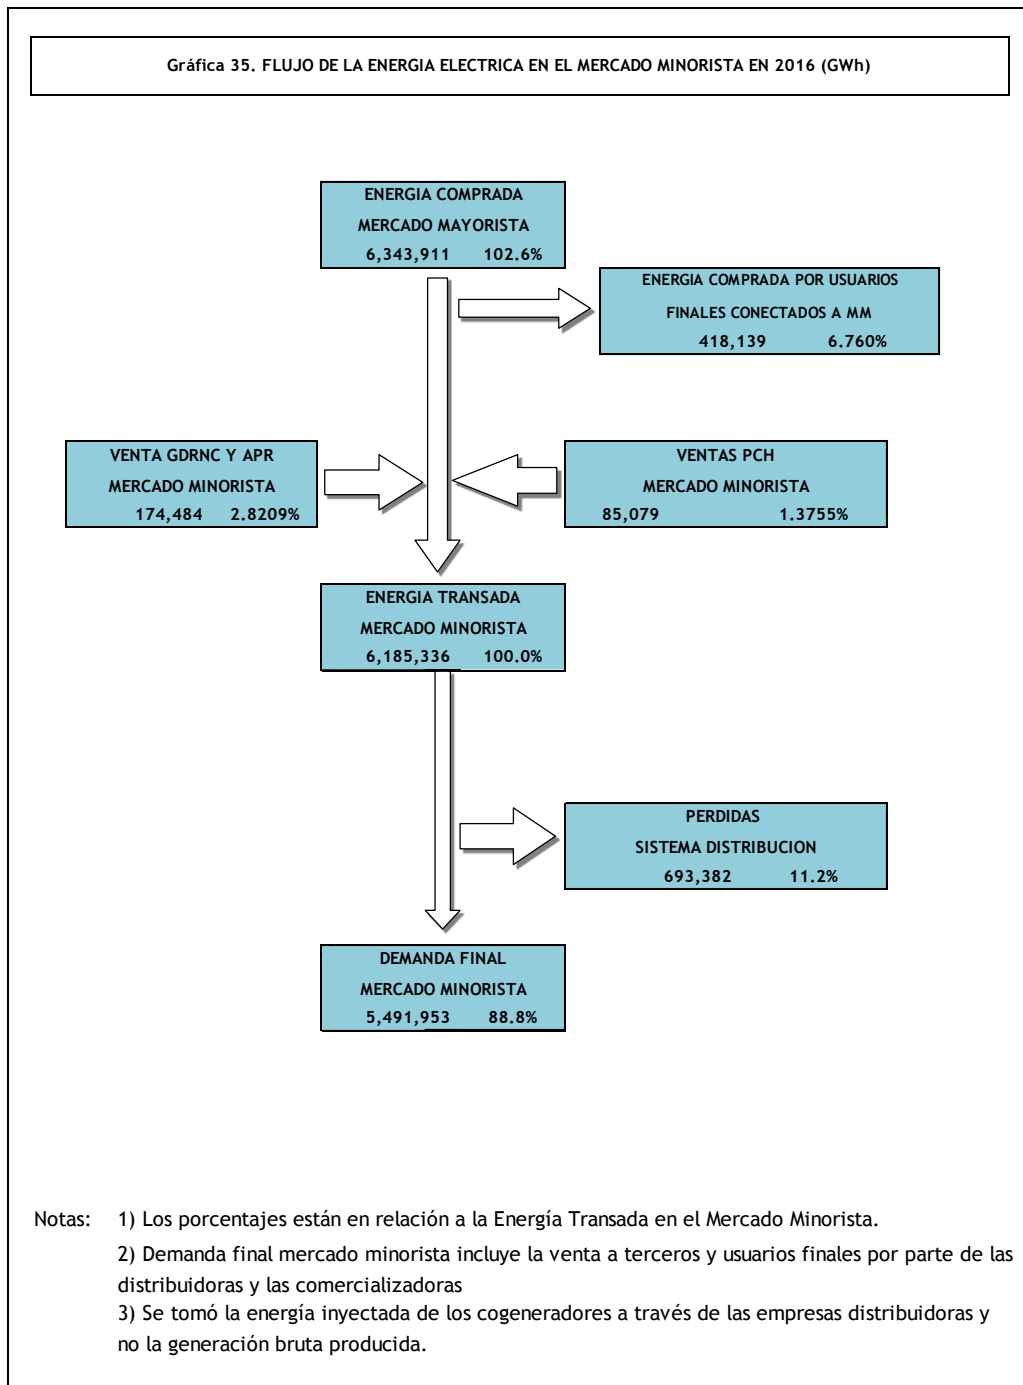 Gráfica 35. FLUJO DE LA ENERGIA ELECTRICA EN EL MERCADO MINORISTA EN 2016 (GWh)
ENERGIA COMPRADA
MERCADO MAYORISTA
6,343,911 102.6%
ENERGIA COMPRADA POR USUARIOS
FINALES CONECTADOS A MM
418,139 6.760%
VENTA GDRNC Y APR
MERCADO MINORISTA
174,484 2.8209%
VENTAS PCH
MERCADO MINORISTA
85,079 1.3755%
ENERGIA TRANSADA
MERCADO MINORISTA
6,185,336 100.0%
PERDIDAS
SISTEMA DISTRIBUCION
693,382 11.2%
DEMANDA FINAL
MERCADO MINORISTA
5,491,953 88.8%
Notas: 1) Los porcentajes están en relación a la Energía Transada en el Mercado Minorista.
2) Demanda final mercado minorista incluye la venta a terceros y usuarios finales por parte de las
distribuidoras y las comercializadoras
3) Se tomó la energía inyectada de los cogeneradores a través de las empresas distribuidoras y
no la generación bruta producida.